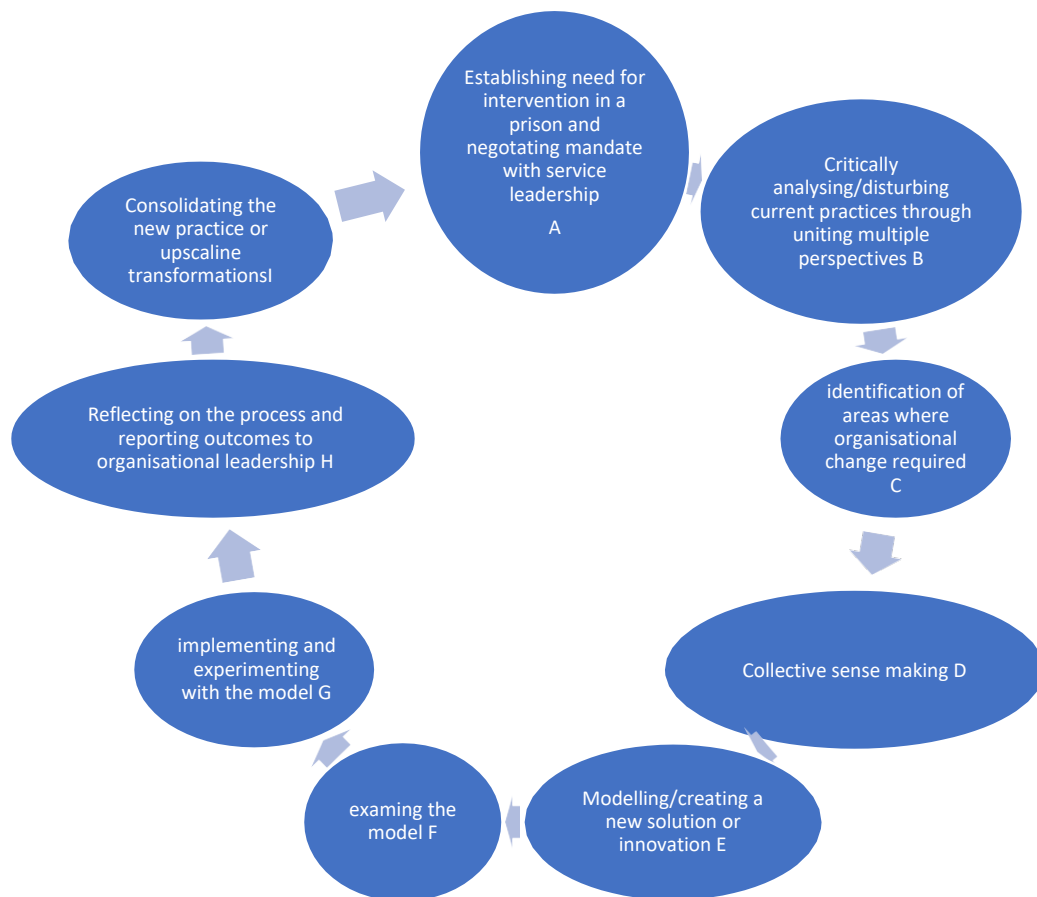 Establishing need for
intervention in a
prison and
negotating mandate
with service
leadership
A
Critically
analysing/disturbing
current practices through
uniting multiple
perspectives B
identification of
areas where
organisational
change required
C
Collective sense making D
Modelling/creating a
new solution or
innovation E
examing the
model F
implementing and
experimenting
with the model G
Reflecting on the process and
reporting outcomes to
organisational leadership H
Consolidating the
new practice or
upscaline
transformationsI